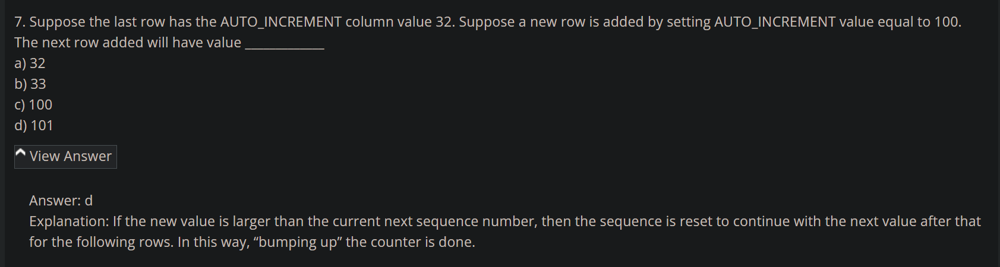 7. Suppose the last row has the AUTO_INCREMENT column value 32. Suppose a new row is added by setting AUTO_INCREMENT value equal to 100.
The next row added will have value ____________
a) 32
b) 33
c) 100
d) 101
View Answer
Answer: d
Explanation: If the new value is larger than the current next sequence number, then the sequence is reset to continue with the next value after that
for the following rows. In this way, “bumping up” the counter is done.